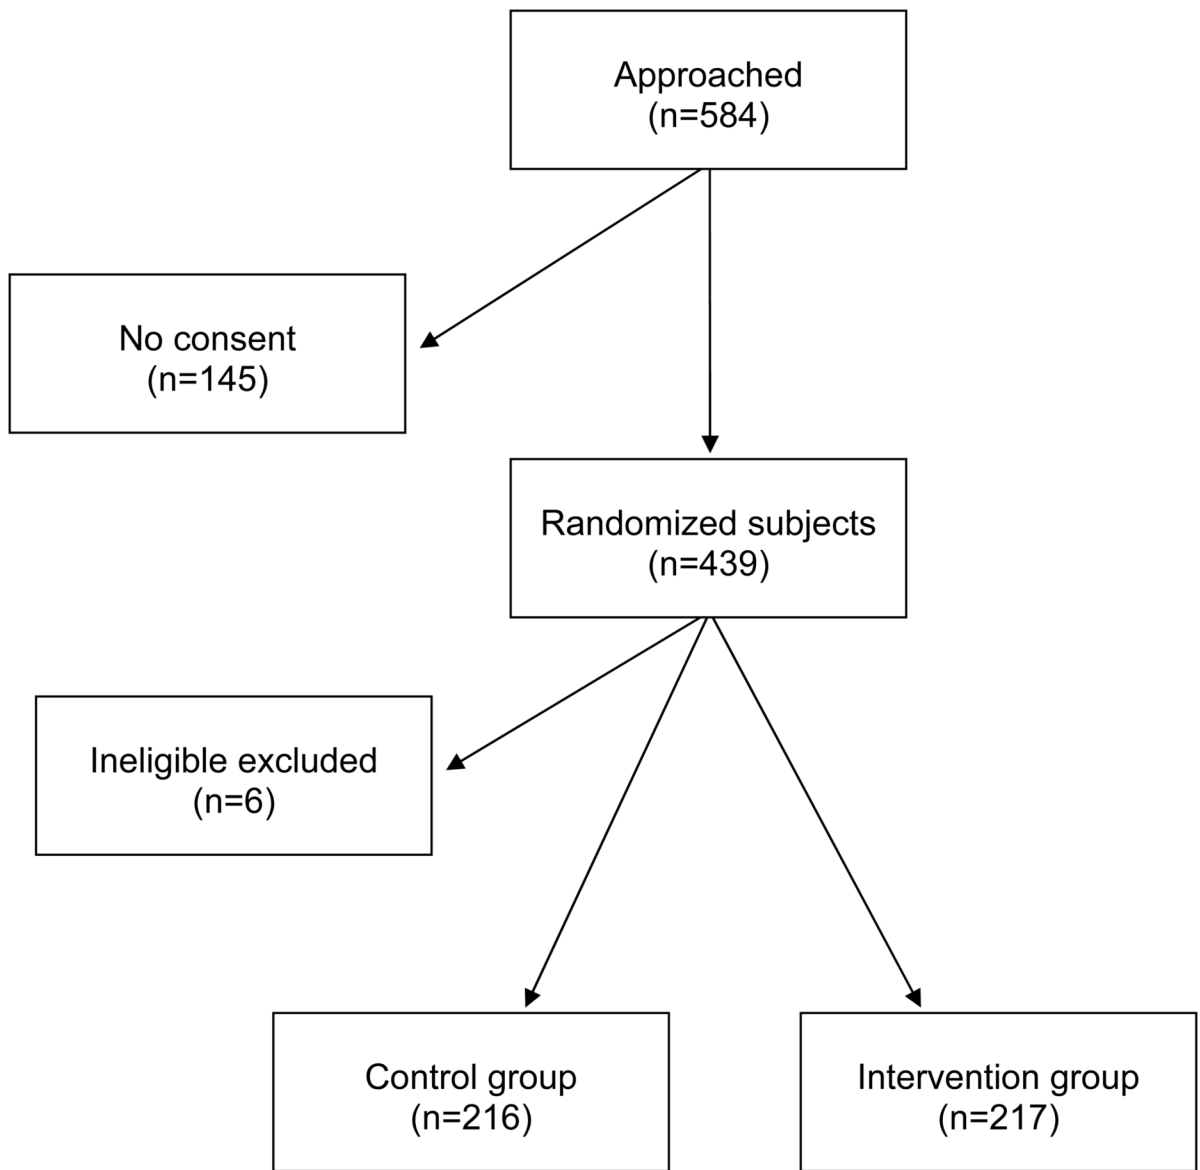 Approached
(n=584)
No consent
(n=145)
Randomized subjects
(n=439)
Ineligible excluded
(n=6)
Control group
(n=216)
Intervention group
(n=217)